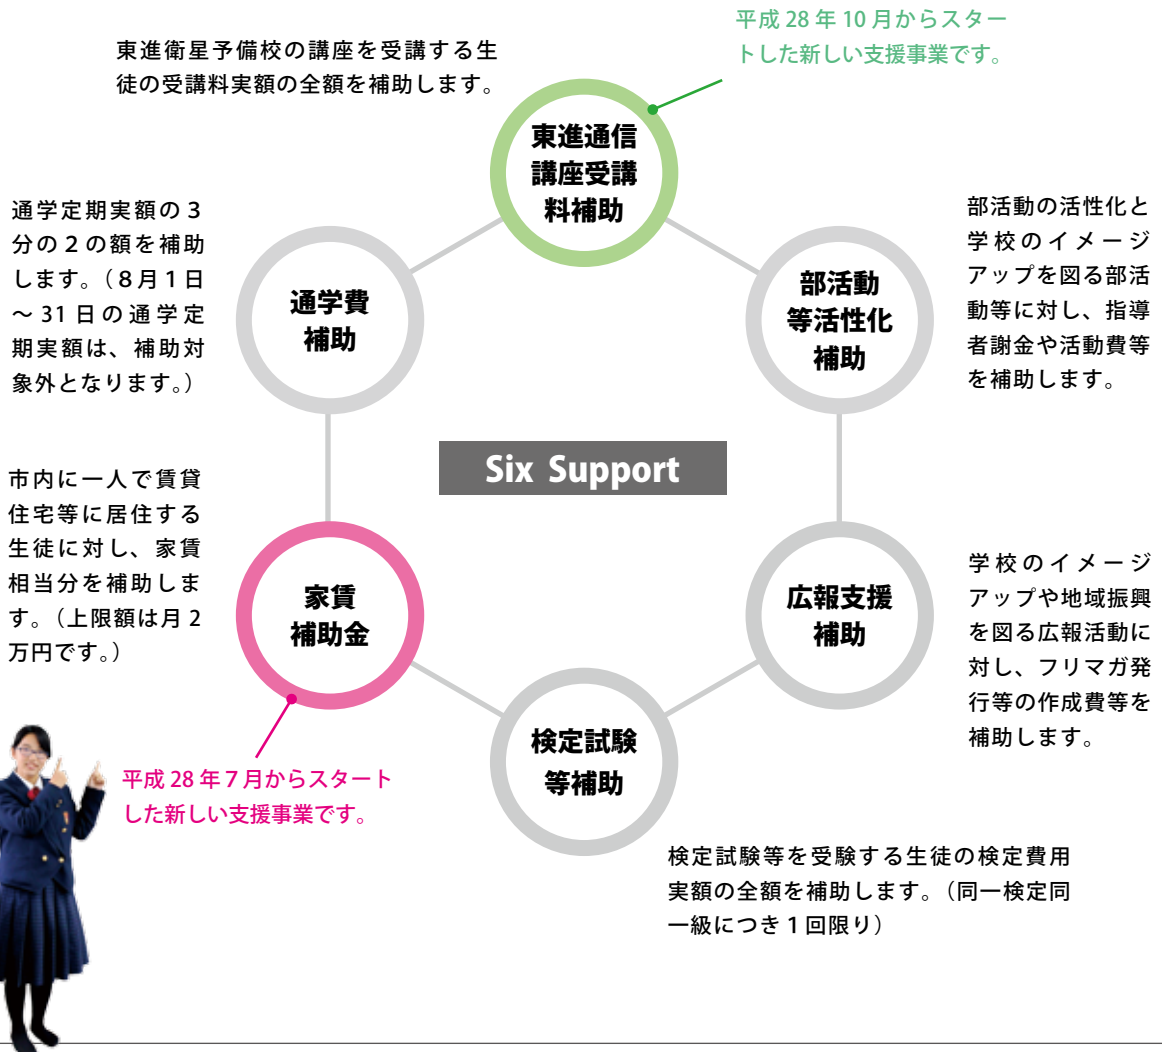 平成 28 年 10 月からスター
トした新しい支援事業です。
東進衛星予備校の講座を受講する生
徒の受講料実額の全額を補助します。
東進通信
講座受講
料補助
通学定期実額の３
分の２の額を補助
します。（８月１日
～ 31 日の通学定
期実額は、補助対
象外となります。）
通学費
補助
部活動
等活性化
補助
部活動の活性化と
学校のイメージ
アップを図る部活
動等に対し、指導
者謝金や活動費等
を補助します。
Six Support
市内に一人で賃貸
住宅等に居住する
生徒に対し、家賃
相当分を補助しま
す。（上限額は月２
万円です。）
家賃
補助金
広報支援
補助
学校のイメージ
アップや地域振興
を図る広報活動に
対し、フリマガ発
行等の作成費等を
補助します。
平成 28 年７月からスタート
した新しい支援事業です。
検定試験
等補助
検定試験等を受験する生徒の検定費用
実額の全額を補助します。（同一検定同
一級につき１回限り）